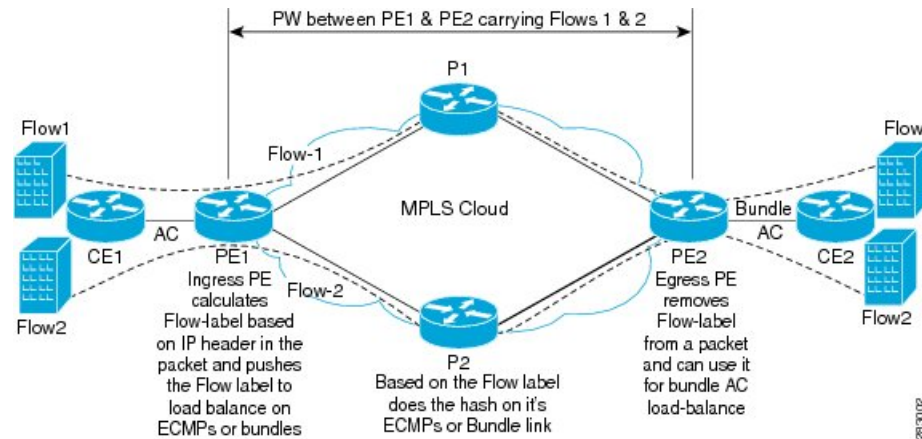 PW between PE1 & PE2 carrying Flows 1 & 2
P1
Flow1
Flow-1
Flow
MPLS Cloud
Bundle
AC
AC
CE1
PE1
PE2
CE2
Flow-2
Flow2
Flow2
Ingress PE
calculates
Flow-label based
on IP header in the
packet and pushes
the Flow label to
load balance on
ECMPs or bundles
P2
Based on the Flow label
does the hash on it's
ECMPs or Bundle link
Egress PE
removes
Flow-label
from a packet
and can use it
for bundle AC
load-balance